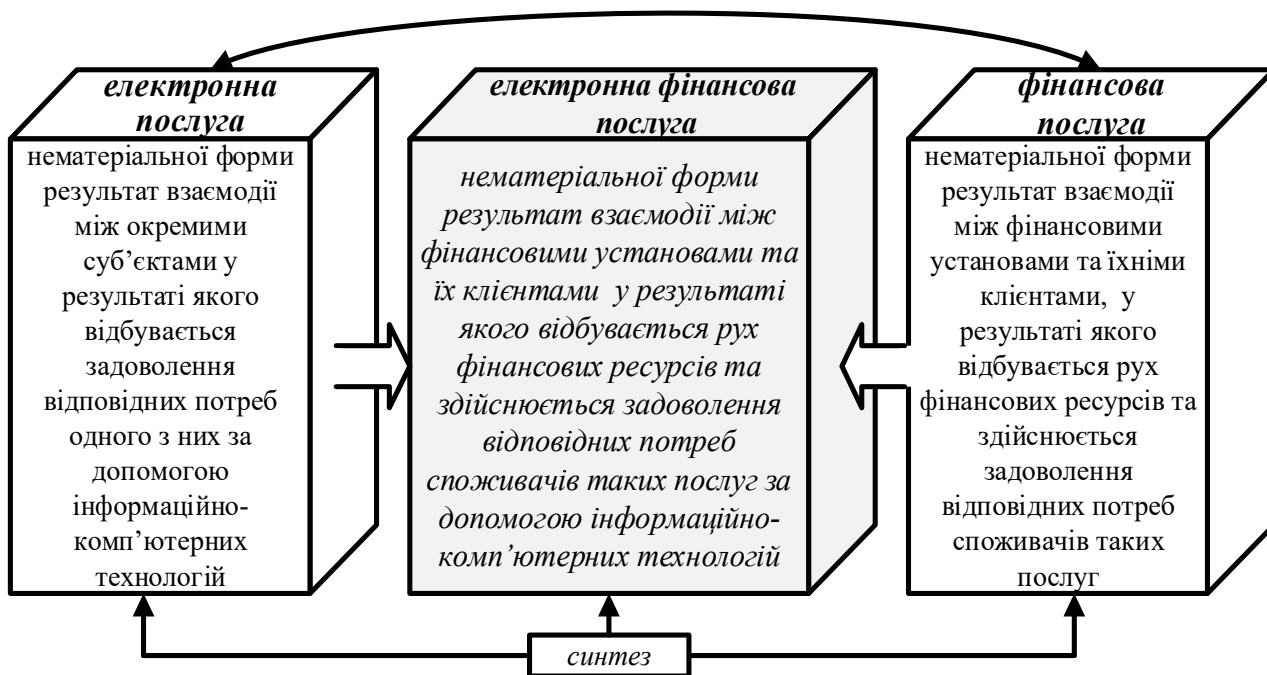 електронна
послуга
нематеріальної форми
результат взаємодії
між окремими
суб’єктами у
результаті якого
відбувається
задоволення
відповідних потреб
одного з них за
допомогою
інформаційно-
комп’ютерних
технологій
електронна фінансова
послуга
нематеріальної форми
результат взаємодії між
фінансовими установами та
їх клієнтами у результаті
якого відбувається рух
фінансових ресурсів та
здійснюється задоволення
відповідних потреб
споживачів таких послуг за
допомогою інформаційно-
комп’ютерних технологій
фінансова
послуга
нематеріальної форми
результат взаємодії
між фінансовими
установами та їхніми
клієнтами, у
результаті якого
відбувається рух
фінансових ресурсів та
здійснюється
задоволення
відповідних потреб
споживачів таких
послуг
синтез